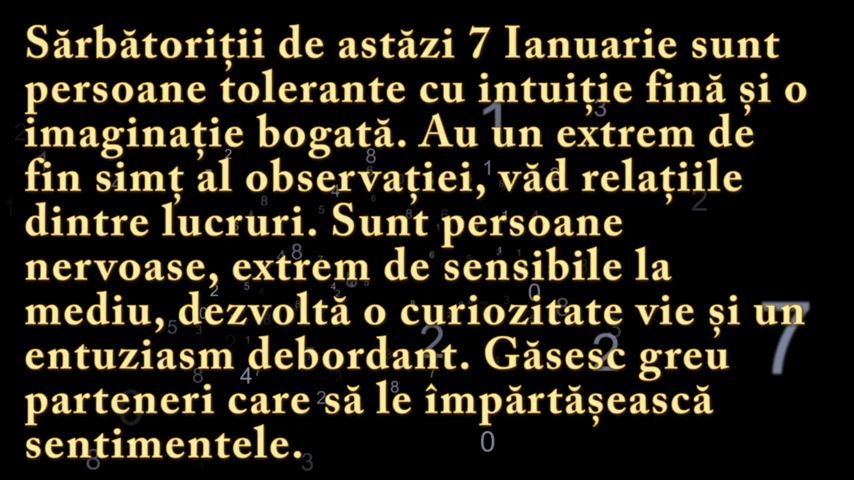 Sărbătoriții de astăzi 7 Ianuarie sunt
persoane tolerante cu intuiție fină și o
imaginație bogată. Au un extrem de
fin simț al observației, văd relațiile
dintre lucruri. Sunt persoane
nervoase, extrem de sensibile la
mediu, dezvoltă o curiozitate vie și un
entuziasm debordant. Găsesc greu
parteneri care să le împărtășească
sentimentele.